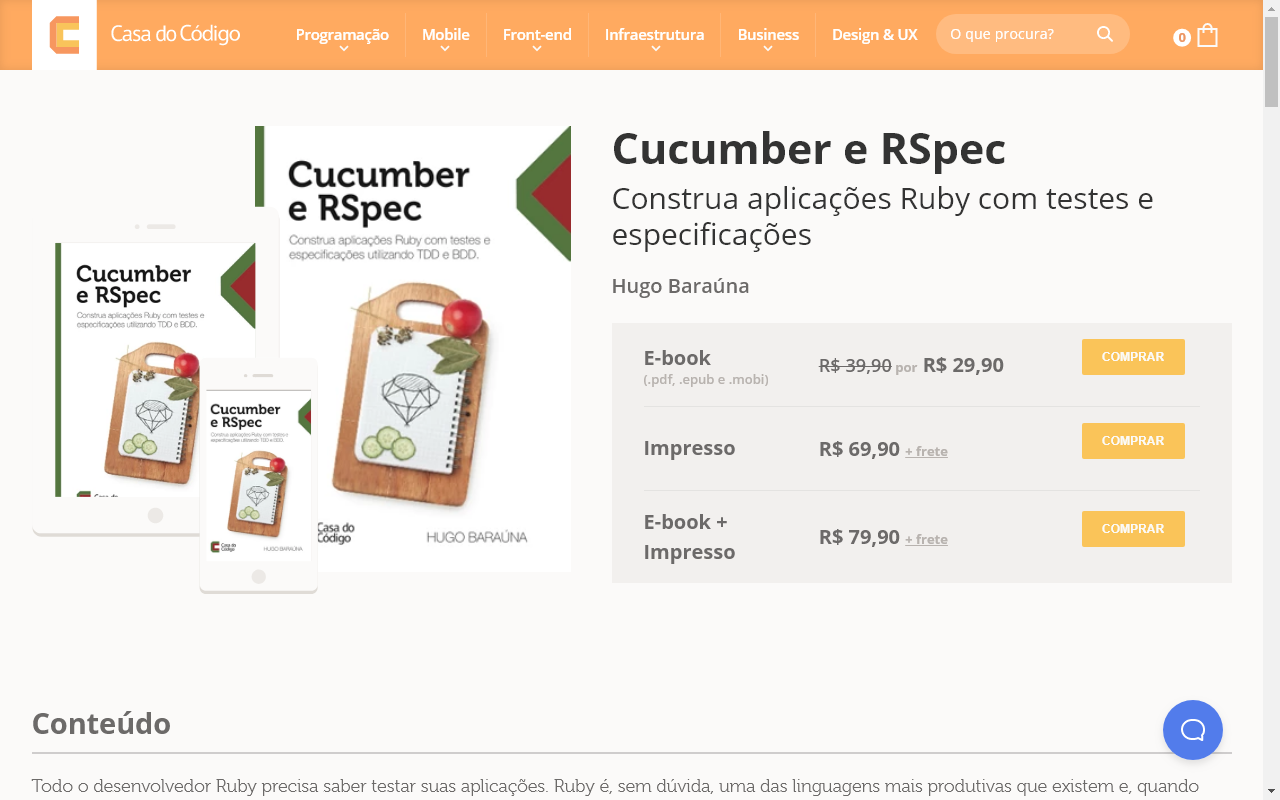 Casa do Código
Programação
Mobile
Front-end
Infraestrutura
Business
Design & UX
O que procura?
0
Cucumber
e RSpec
Construa aplicações Ruby com testes e
especificações utilizando TDD e BDD.
Casa do
Código
HUGO BARAÚNA
Cucumber
e RSpec
Construa aplicações Ruby com testes e
especificações utilizando TDD e BDD.
Cucumber
e RSpec
Construa aplicações Ruby com testes e
especificações utilizando TDD e BDD.
Casa do
Código
HUGO BARAÚNA
Cucumber e RSpec
Construa aplicações Ruby com testes e
especificações
Hugo Baraúna
E-book
(.pdf, .epub e .mobi)
R$ 39,90 por R$ 29,90
COMPRAR
Impresso
R$ 69,90 + frete
COMPRAR
E-book +
Impresso
R$ 79,90 + frete
COMPRAR
Conteúdo
Todo o desenvolvedor Ruby precisa saber testar suas aplicações. Ruby é, sem dúvida, uma das linguagens mais produtivas que existem e, quando